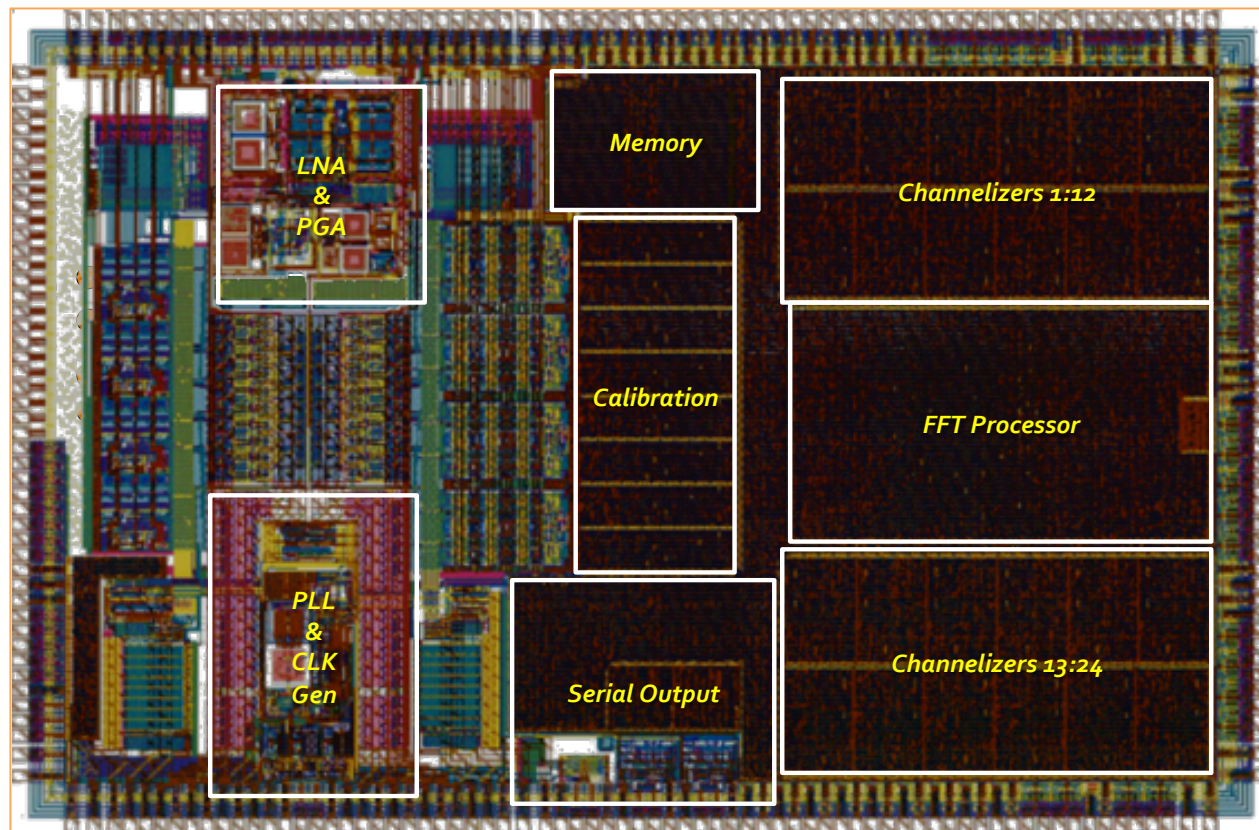 LNA
&
PGA
Memory
Channelizers 1:12
Calibration
FFT Processor
PLL
&
CLK
Gen
Serial Output
Channelizers 13:24